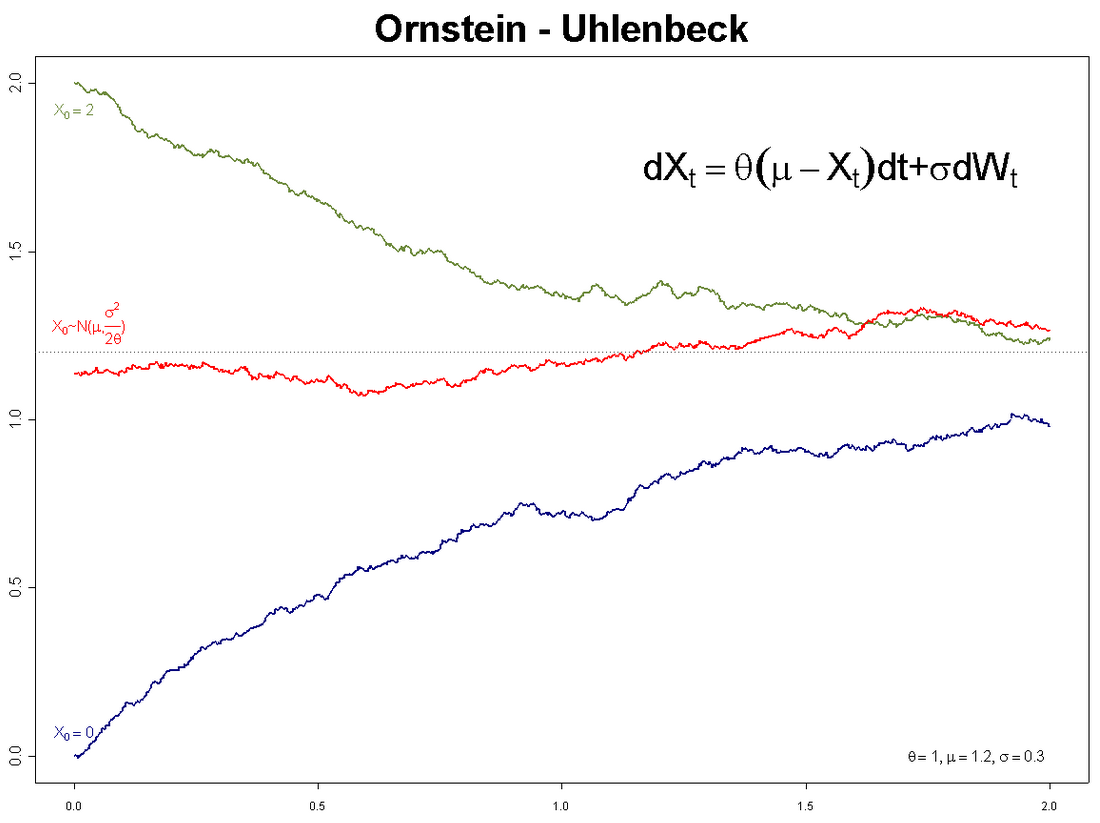 Ornstein - Uhlenbeck
2.0
1.5
1.0
0.5
0.0
X₀ = 2
dXₜ = θ(μ − Xₜ)dt+σdWₜ
X₀~N(μ,σ²/2θ)
X₀ = 0
θ = 1, μ = 1.2, σ = 0.3
0.0 0.5 1.0 1.5 2.0